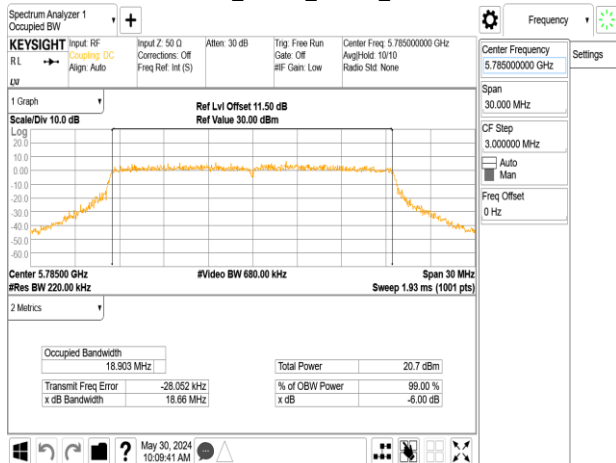 Spectrum Analyzer 1
Occupied BW
Frequency
KEYSIGHT
RL
LXI
Input: RF
Coupling: DC
Align: Auto
Input Z: 50 Ω
Corrections: Off
Freq Ref: Int (S)
Atten: 30 dB
Trig: Free Run
Gate: Off
#IF Gain: Low
Center Freq: 5.785000000 GHz
Avg|Hold: 10/10
Radio Std: None
Center Frequency
5.785000000 GHz
Settings
Span
30.000 MHz
CF Step
3.000000 MHz
Auto
Man
Freq Offset
0 Hz
1 Graph
Scale/Div 10.0 dB
Ref Lvl Offset 11.50 dB
Ref Value 30.00 dBm
Log
20.0
10.0
0.00
-10.0
-20.0
-30.0
-40.0
-50.0
-60.0
Center 5.78500 GHz
#Res BW 220.00 kHz
#Video BW 680.00 kHz
Span 30 MHz
Sweep 1.93 ms (1001 pts)
2 Metrics
Occupied Bandwidth
18.903 MHz
Transmit Freq Error -28.052 kHz
x dB Bandwidth 18.66 MHz
Total Power 20.7 dBm
% of OBW Power 99.00 %
x dB -6.00 dB
?
May 30, 2024
10:09:41 AM